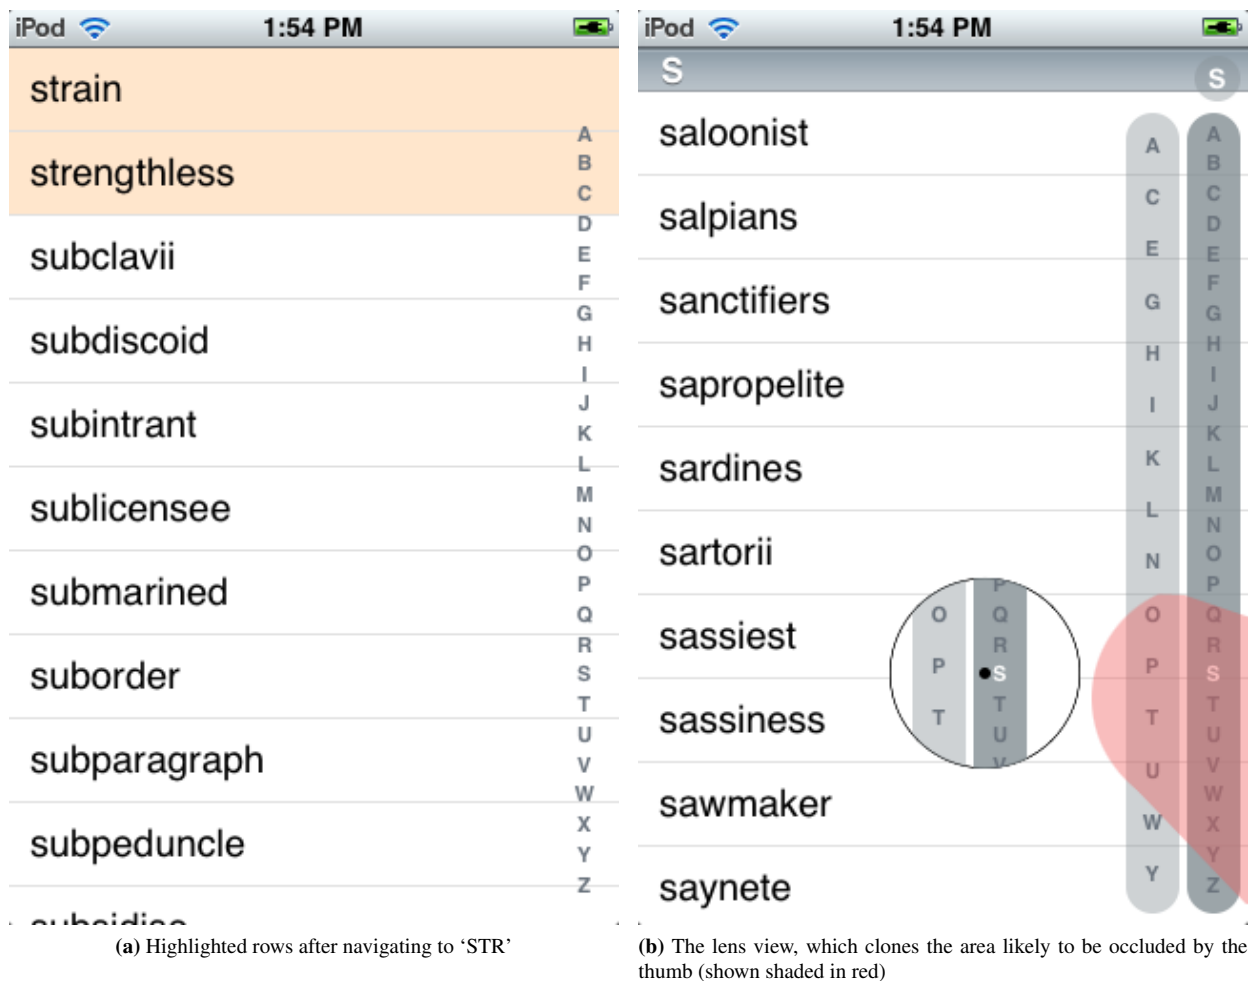 iPod 1:54 PM
strain
strengthless
subclavii
subdiscoid
subintrant
sublicensee
submarined
suborder
subparagraph
subpeduncle
A
B
C
D
E
F
G
H
I
J
K
L
M
N
O
P
Q
R
S
T
U
V
W
X
Y
Z
(a) Highlighted rows after navigating to ‘STR’
iPod 1:54 PM
S
S
saloonist
salpians
sanctifiers
sapropelite
sardines
sartorii
sassiest
sassiness
sawmaker
saynete
O
P
T
P
Q
R
S
T
U
V
A
C
E
G
H
I
K
L
N
O
P
T
U
W
Y
A
B
C
D
E
F
G
H
I
J
K
L
M
N
O
P
Q
R
S
T
U
V
W
X
Y
Z
(b) The lens view, which clones the area likely to be occluded by the
thumb (shown shaded in red)